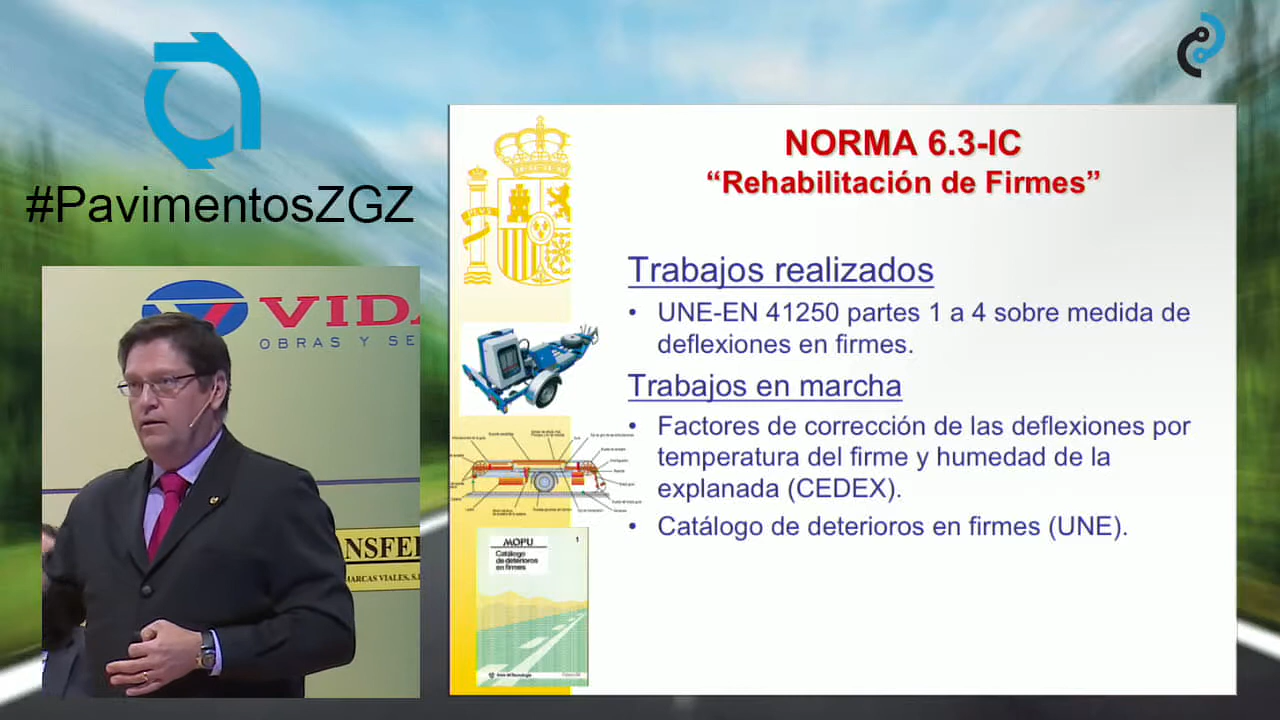 #PavimentosZGZ
VIDA
OBRAS Y SE
ANSFER
MARCAS VIALES, S.
NORMA 6.3-IC
“Rehabilitación de Firmes”
Trabajos realizados
• UNE-EN 41250 partes 1 a 4 sobre medida de
deflexiones en firmes.
Trabajos en marcha
• Factores de corrección de las deflexiones por
temperatura del firme y humedad de la
explanada (CEDEX).
• Catálogo de deterioros en firmes (UNE).
PLVS
MOPU 1
Catálogo
de deterioros
en firmes